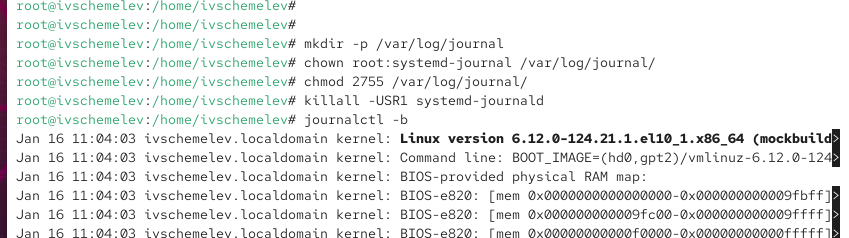 root@ivschemelev:/home/ivschemelev#
root@ivschemelev:/home/ivschemelev#
root@ivschemelev:/home/ivschemelev# mkdir -p /var/log/journal
root@ivschemelev:/home/ivschemelev# chown root:systemd-journal /var/log/journal/
root@ivschemelev:/home/ivschemelev# chmod 2755 /var/log/journal/
root@ivschemelev:/home/ivschemelev# killall -USR1 systemd-journald
root@ivschemelev:/home/ivschemelev# journalctl -b
Jan 16 11:04:03 ivschemelev.localdomain kernel: Linux version 6.12.0-124.21.1.el10_1.x86_64 (mockbuild>
Jan 16 11:04:03 ivschemelev.localdomain kernel: Command line: BOOT_IMAGE=(hd0,gpt2)/vmlinuz-6.12.0-124>
Jan 16 11:04:03 ivschemelev.localdomain kernel: BIOS-provided physical RAM map:
Jan 16 11:04:03 ivschemelev.localdomain kernel: BIOS-e820: [mem 0x0000000000000000-0x000000000009fbff]>
Jan 16 11:04:03 ivschemelev.localdomain kernel: BIOS-e820: [mem 0x000000000009fc00-0x000000000009ffff]>
Jan 16 11:04:03 ivschemelev.localdomain kernel: BIOS-e820: [mem 0x00000000000f0000-0x00000000000fffff]>